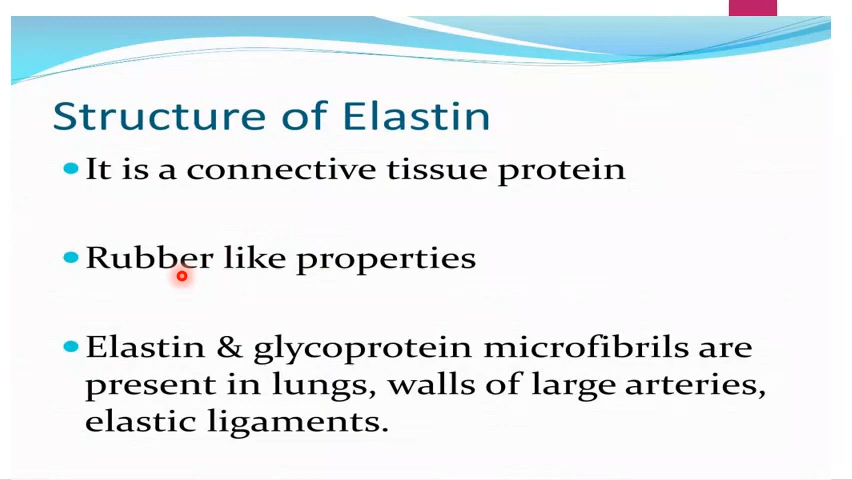 Structure of Elastin
•It is a connective tissue protein
•Rubber like properties
•Elastin & glycoprotein microfibrils are
present in lungs, walls of large arteries,
elastic ligaments.